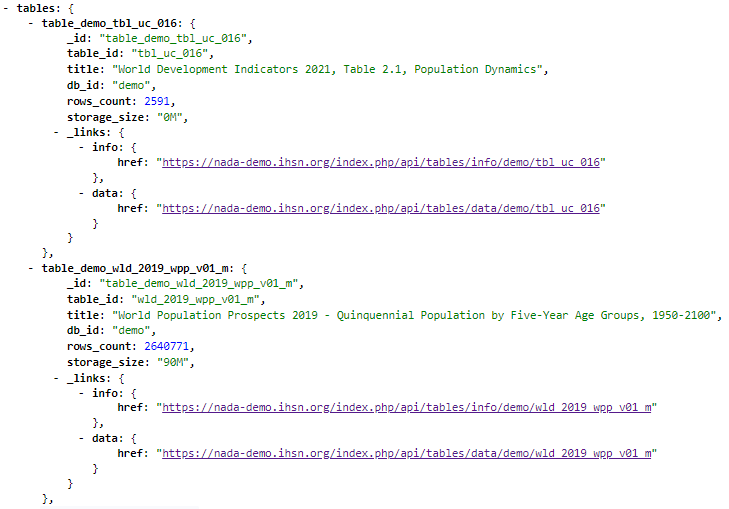 - tables: {
- table_demo_tbl_uc_016: {
_id: "table_demo_tbl_uc_016",
table_id: "tbl_uc_016",
title: "World Development Indicators 2021, Table 2.1, Population Dynamics",
db_id: "demo",
rows_count: 2591,
storage_size: "0M",
- _links: {
- info: {
href: "https://nada-demo.ihsn.org/index.php/api/tables/info/demo/tbl_uc_016"
},
- data: {
href: "https://nada-demo.ihsn.org/index.php/api/tables/data/demo/tbl_uc_016"
}
}
},
- table_demo_wld_2019_wpp_v01_m: {
_id: "table_demo_wld_2019_wpp_v01_m",
table_id: "wld_2019_wpp_v01_m",
title: "World Population Prospects 2019 - Quinquennial Population by Five-Year Age Groups, 1950-2100",
db_id: "demo",
rows_count: 2640771,
storage_size: "90M",
- _links: {
- info: {
href: "https://nada-demo.ihsn.org/index.php/api/tables/info/demo/wld_2019_wpp_v01_m"
},
- data: {
href: "https://nada-demo.ihsn.org/index.php/api/tables/data/demo/wld_2019_wpp_v01_m"
}
}
},